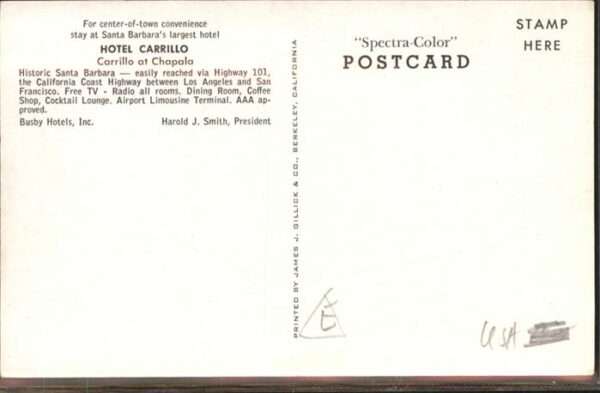 For center-of-town convenience
stay at Santa Barbara's largest hotel
HOTEL CARRILLO
Carrillo at Chapala
Historic Santa Barbara — easily reached via Highway 101,
the California Coast Highway between Los Angeles and San
Francisco. Free TV - Radio all rooms. Dining Room, Coffee
Shop, Cocktail Lounge. Airport Limousine Terminal. AAA ap-
proved.
Busby Hotels, Inc. Harold J. Smith, President
PRINTED BY JAMES J. GILLICK & CO., BERKELEY, CALIFORNIA
"Spectra-Color"
POSTCARD
STAMP
HERE
E
USA